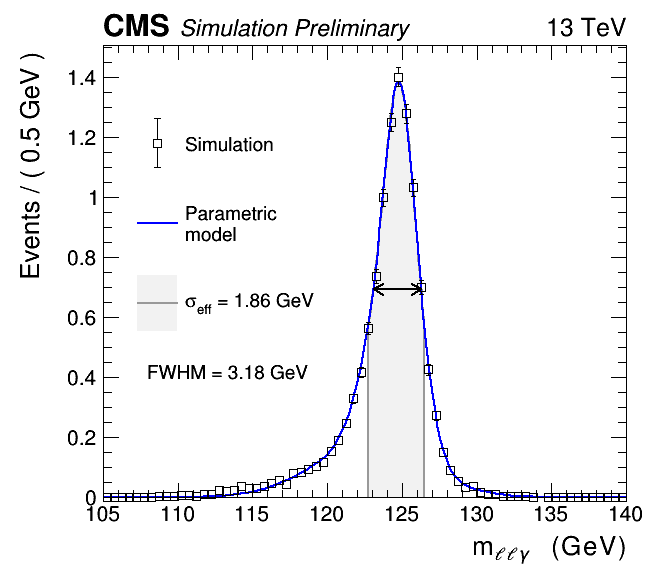 CMS Simulation Preliminary 13 TeV
Events / ( 0.5 GeV )
1.4
1.2
1
0.8
0.6
0.4
0.2
0
Simulation
Parametric
model
σeff = 1.86 GeV
FWHM = 3.18 GeV
105 110 115 120 125 130 135 140
mℓℓγ (GeV)